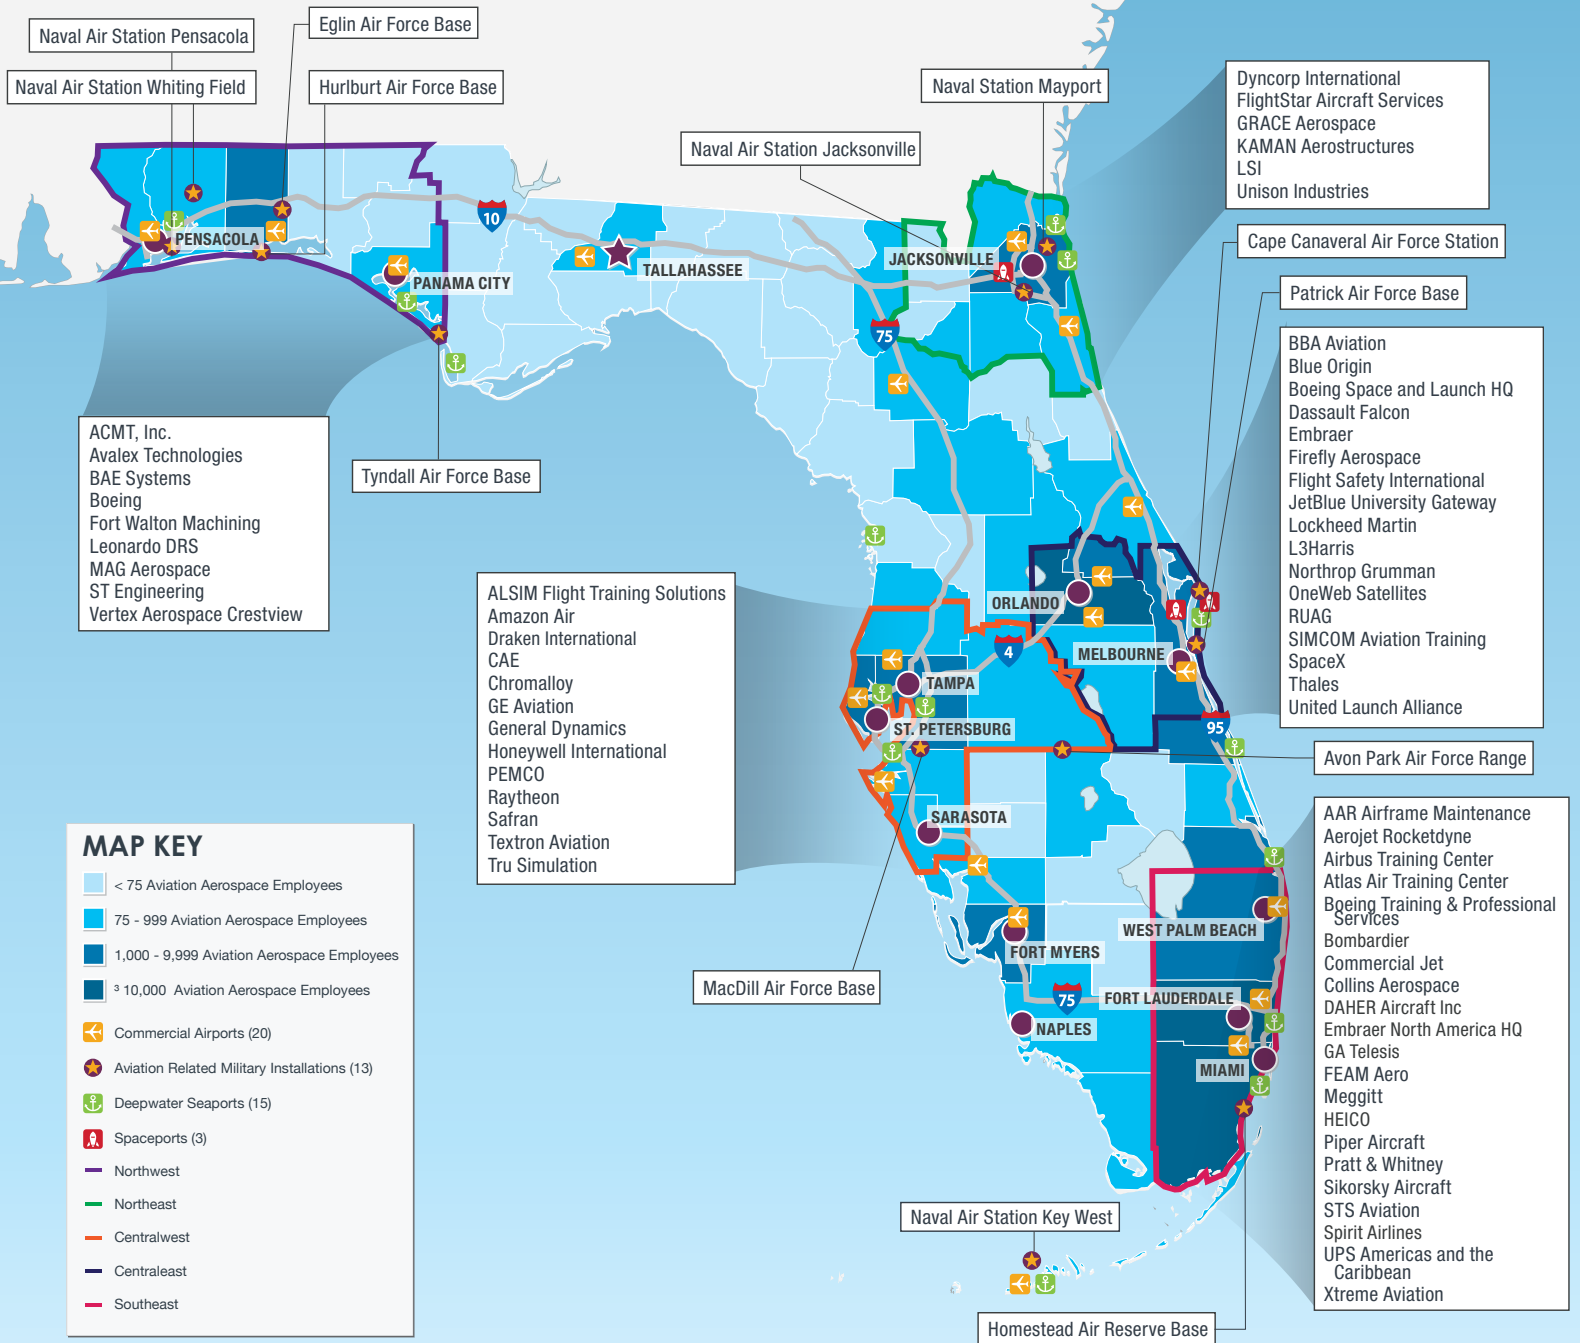 Naval Air Station Pensacola
Eglin Air Force Base
Naval Air Station Whiting Field
Hurlburt Air Force Base
Naval Station Mayport
Naval Air Station Jacksonville
Dyncorp International
FlightStar Aircraft Services
GRACE Aerospace
KAMAN Aerostructures
LSI
Unison Industries
Cape Canaveral Air Force Station
Patrick Air Force Base
10
PENSACOLA
PANAMA CITY
TALLAHASSEE
JACKSONVILLE
75
BBA Aviation
Blue Origin
Boeing Space and Launch HQ
Dassault Falcon
Embraer
Firefly Aerospace
Flight Safety International
JetBlue University Gateway
Lockheed Martin
L3Harris
Northrop Grumman
OneWeb Satellites
RUAG
SIMCOM Aviation Training
SpaceX
Thales
United Launch Alliance
ACMT, Inc.
Avalex Technologies
BAE Systems
Boeing
Fort Walton Machining
Leonardo DRS
MAG Aerospace
ST Engineering
Vertex Aerospace Crestview
Tyndall Air Force Base
ALSIM Flight Training Solutions
Amazon Air
Draken International
CAE
Chromalloy
GE Aviation
General Dynamics
Honeywell International
PEMCO
Raytheon
Safran
Textron Aviation
Tru Simulation
ORLANDO
4
MELBOURNE
TAMPA
ST. PETERSBURG
95
Avon Park Air Force Range
SARASOTA
AAR Airframe Maintenance
Aerojet Rocketdyne
Airbus Training Center
Atlas Air Training Center
Boeing Training & Professional
Services
Bombardier
Commercial Jet
Collins Aerospace
DAHER Aircraft Inc
Embraer North America HQ
GA Telesis
FEAM Aero
Meggitt
HEICO
Piper Aircraft
Pratt & Whitney
Sikorsky Aircraft
STS Aviation
Spirit Airlines
UPS Americas and the
Caribbean
Xtreme Aviation
WEST PALM BEACH
FORT MYERS
MacDill Air Force Base
75
FORT LAUDERDALE
NAPLES
MIAMI
Naval Air Station Key West
Homestead Air Reserve Base
MAP KEY
< 75 Aviation Aerospace Employees
75 - 999 Aviation Aerospace Employees
1,000 - 9,999 Aviation Aerospace Employees
³ 10,000 Aviation Aerospace Employees
Commercial Airports (20)
Aviation Related Military Installations (13)
Deepwater Seaports (15)
Spaceports (3)
Northwest
Northeast
Centralwest
Centraleast
Southeast